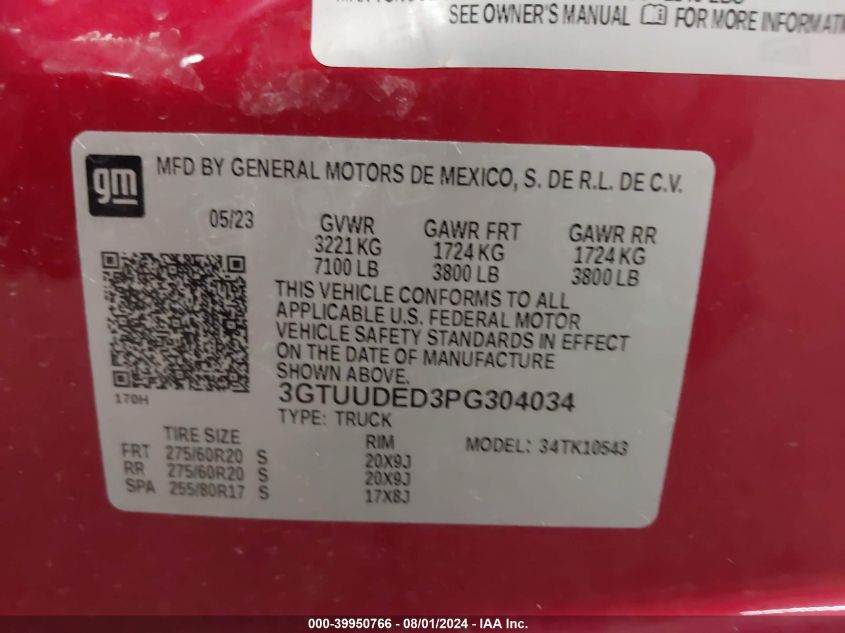 SEE OWNER'S MANUAL FOR MORE INFORMATI
gm
MFD BY GENERAL MOTORS DE MEXICO, S. DE R.L. DE C.V.
05/23 GVWR GAWR FRT GAWR RR
3221 KG 1724 KG 1724 KG
7100 LB 3800 LB 3800 LB
THIS VEHICLE CONFORMS TO ALL
APPLICABLE U.S. FEDERAL MOTOR
VEHICLE SAFETY STANDARDS IN EFFECT
ON THE DATE OF MANUFACTURE
SHOWN ABOVE.
170H
3GTUUDED3PG304034
TYPE: TRUCK
TIRE SIZE RIM MODEL: 34TK10543
FRT 275/60R20 S 20X9J
RR 275/60R20 S 20X9J
SPA 255/80R17 S 17X8J
000-39950766 - 08/01/2024 - IAA Inc.